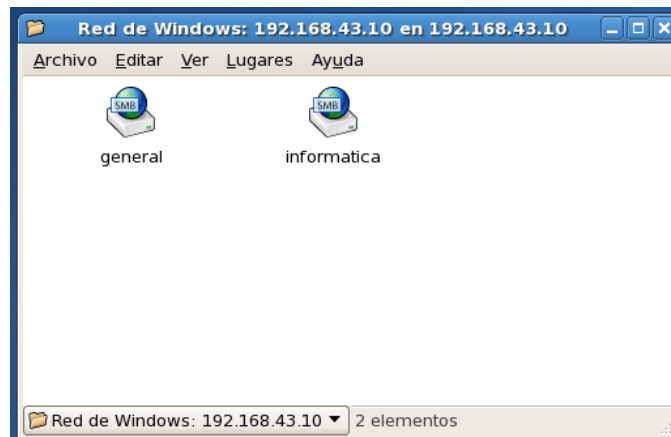 Red de Windows: 192.168.43.10 en 192.168.43.10
Archivo Editar Ver Lugares Ayuda
SMB SMB
general informatica
Red de Windows: 192.168.43.10 2 elementos